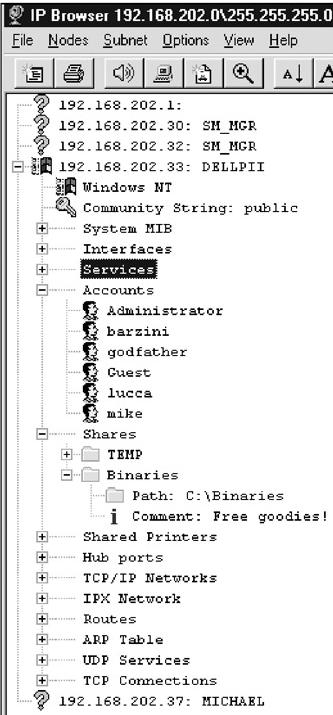 IP Browser 192.168.202.0\255.255.255.0
File Nodes Subnet Options View Help
A↓ A
192.168.202.1:
192.168.202.30: SM_MGR
192.168.202.32: SM_MGR
192.168.202.33: DELLPII
Windows NT
Community String: public
System MIB
Interfaces
Services
Accounts
Administrator
barzini
godfather
Guest
lucca
mike
Shares
TEMP
Binaries
Path: C:\Binaries
Comment: Free goodies!
Shared Printers
Hub ports
TCP/IP Networks
IPX Network
Routes
ARP Table
UDP Services
TCP Connections
192.168.202.37: MICHAEL